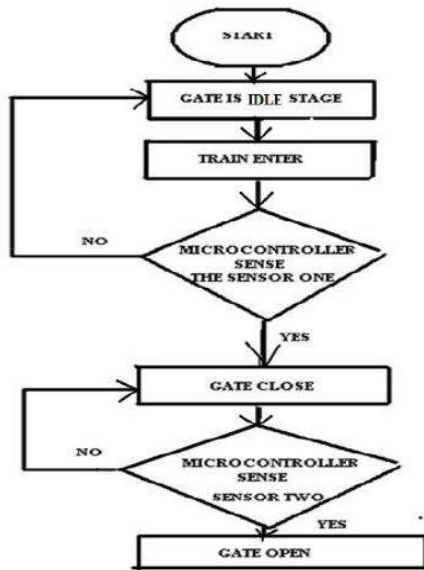 START
GATE IS IDLE STAGE
TRAIN ENTER
NO
MICROCONTROLLER
SENSE
THE SENSOR ONE
YES
GATE CLOSE
NO
MICROCONTROLLER
SENSE
SENSOR TWO
YES
GATE OPEN